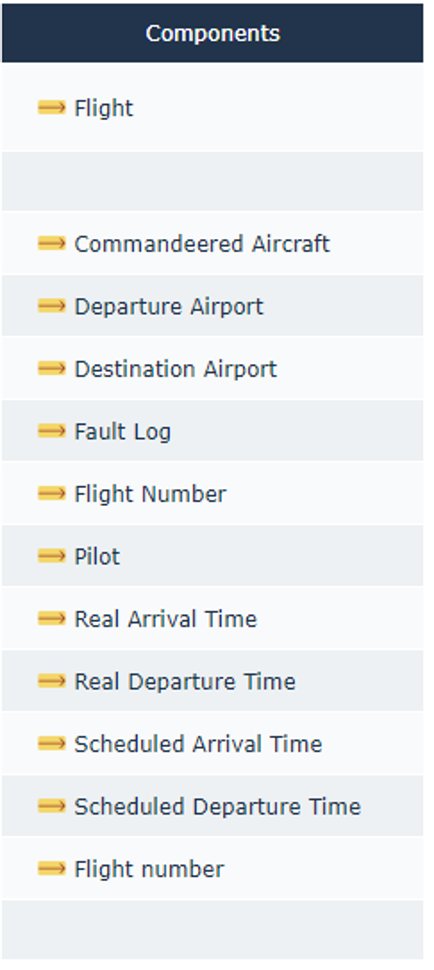 Components
Flight
Commandeered Aircraft
Departure Airport
Destination Airport
Fault Log
Flight Number
Pilot
Real Arrival Time
Real Departure Time
Scheduled Arrival Time
Scheduled Departure Time
Flight number